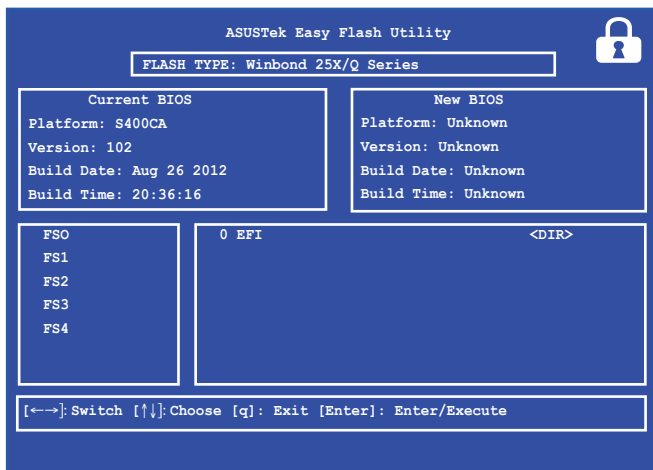 ASUSTek Easy Flash Utility
FLASH TYPE: Winbond 25X/Q Series
Current BIOS
Platform: S400CA
Version: 102
Build Date: Aug 26 2012
Build Time: 20:36:16
New BIOS
Platform: Unknown
Version: Unknown
Build Date: Unknown
Build Time: Unknown
FSO
FS1
FS2
FS3
FS4
0 EFI <DIR>
[←→]: Switch [↑↓]: Choose [q]: Exit [Enter]: Enter/Execute